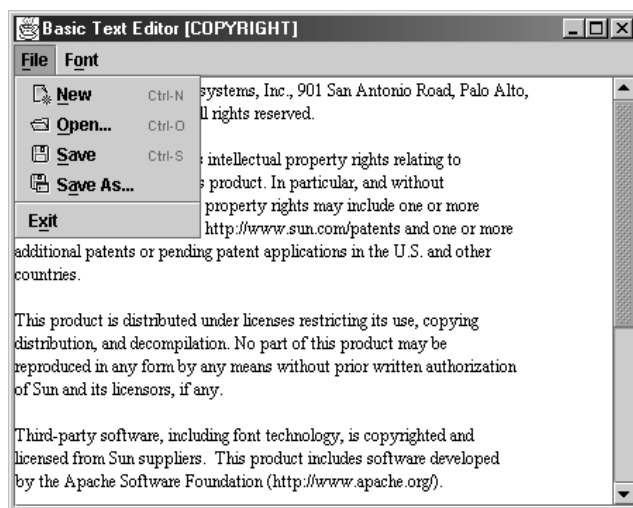 Basic Text Editor [COPYRIGHT]
File Font
New Ctrl-N
Open... Ctrl-O
Save Ctrl-S
Save As...
Exit
systems, Inc., 901 San Antonio Road, Palo Alto,
rights reserved.
intellectual property rights relating to
product. In particular, and without
property rights may include one or more
http://www.sun.com/patents and one or more
additional patents or pending patent applications in the U.S. and other
countries.
This product is distributed under licenses restricting its use, copying
distribution, and decompilation. No part of this product may be
reproduced in any form by any means without prior written authorization
of Sun and its licensors, if any.
Third-party software, including font technology, is copyrighted and
licensed from Sun suppliers. This product includes software developed
by the Apache Software Foundation (http://www.apache.org/).